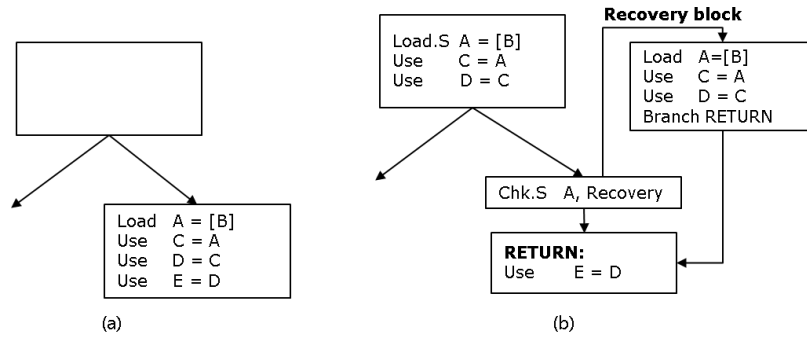 Load A = [B]
Use C = A
Use D = C
Use E = D
(a)
Load.S A = [B]
Use C = A
Use D = C
Recovery block
Load A=[B]
Use C = A
Use D = C
Branch RETURN
Chk.S A, Recovery
RETURN:
Use E = D
(b)